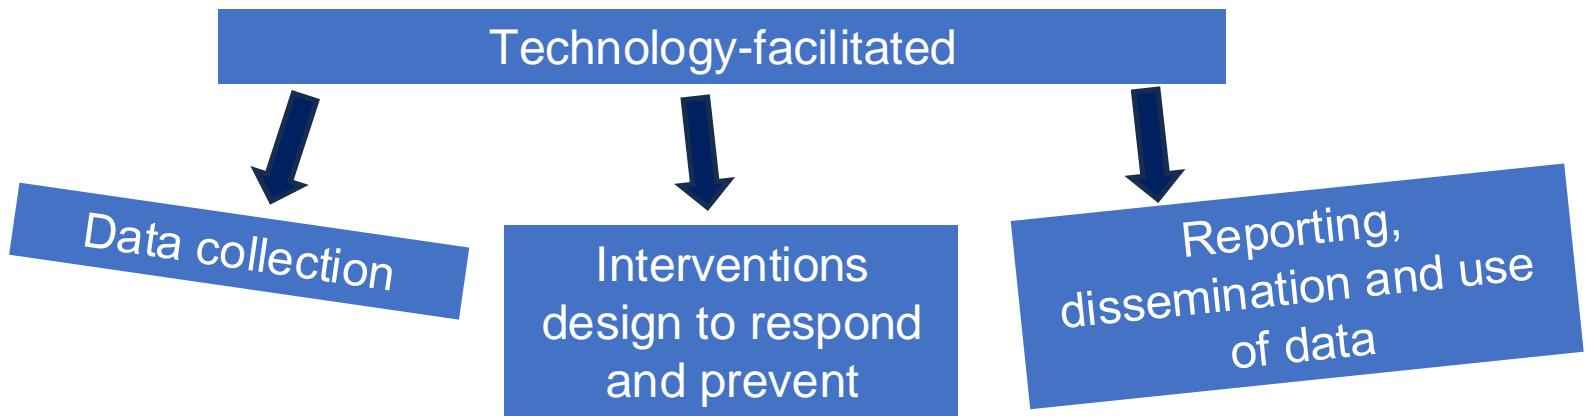 Technology-facilitated
Data collection
Interventions
design to respond
and prevent
Reporting,
dissemination and use
of data